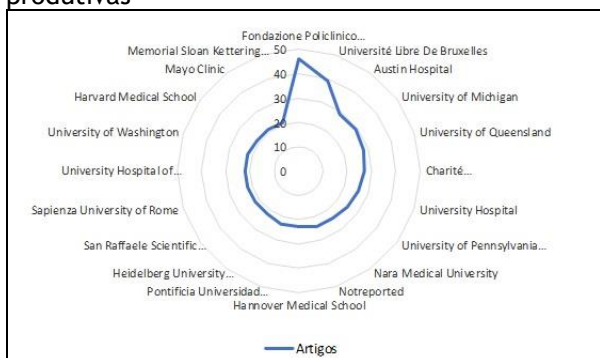 produtivas
Fondazione Policlinico...
Memorial Sloan Kettering...
Université Libre De Bruxelles
Mayo Clinic
Austin Hospital
Harvard Medical School
University of Michigan
University of Washington
University of Queensland
University Hospital of...
Charité...
Sapienza University of Rome
University Hospital
San Raffaele Scientific...
University of Pennsylvania...
Heidelberg University...
Nara Medical University
Pontificia Universidad...
Notreported
Hannover Medical School
50
40
30
20
10
0
Artigos